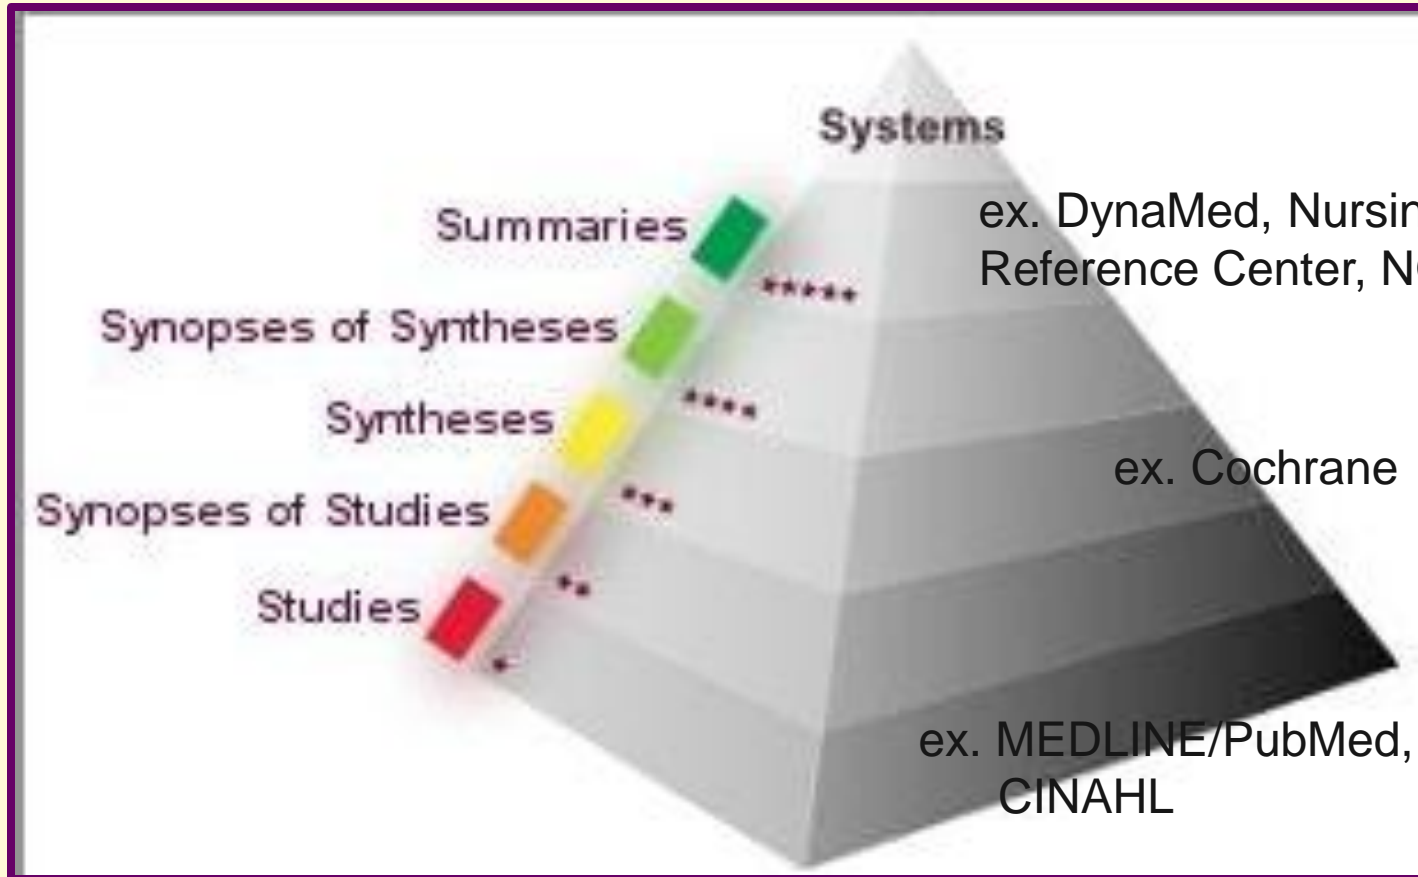 Systems
Summaries
ex. DynaMed, Nursin
Reference Center, N
*****
Synopses of Syntheses
****
Syntheses
ex. Cochrane
***
Synopses of Studies
**
Studies
*
ex. MEDLINE/PubMed,
CINAHL